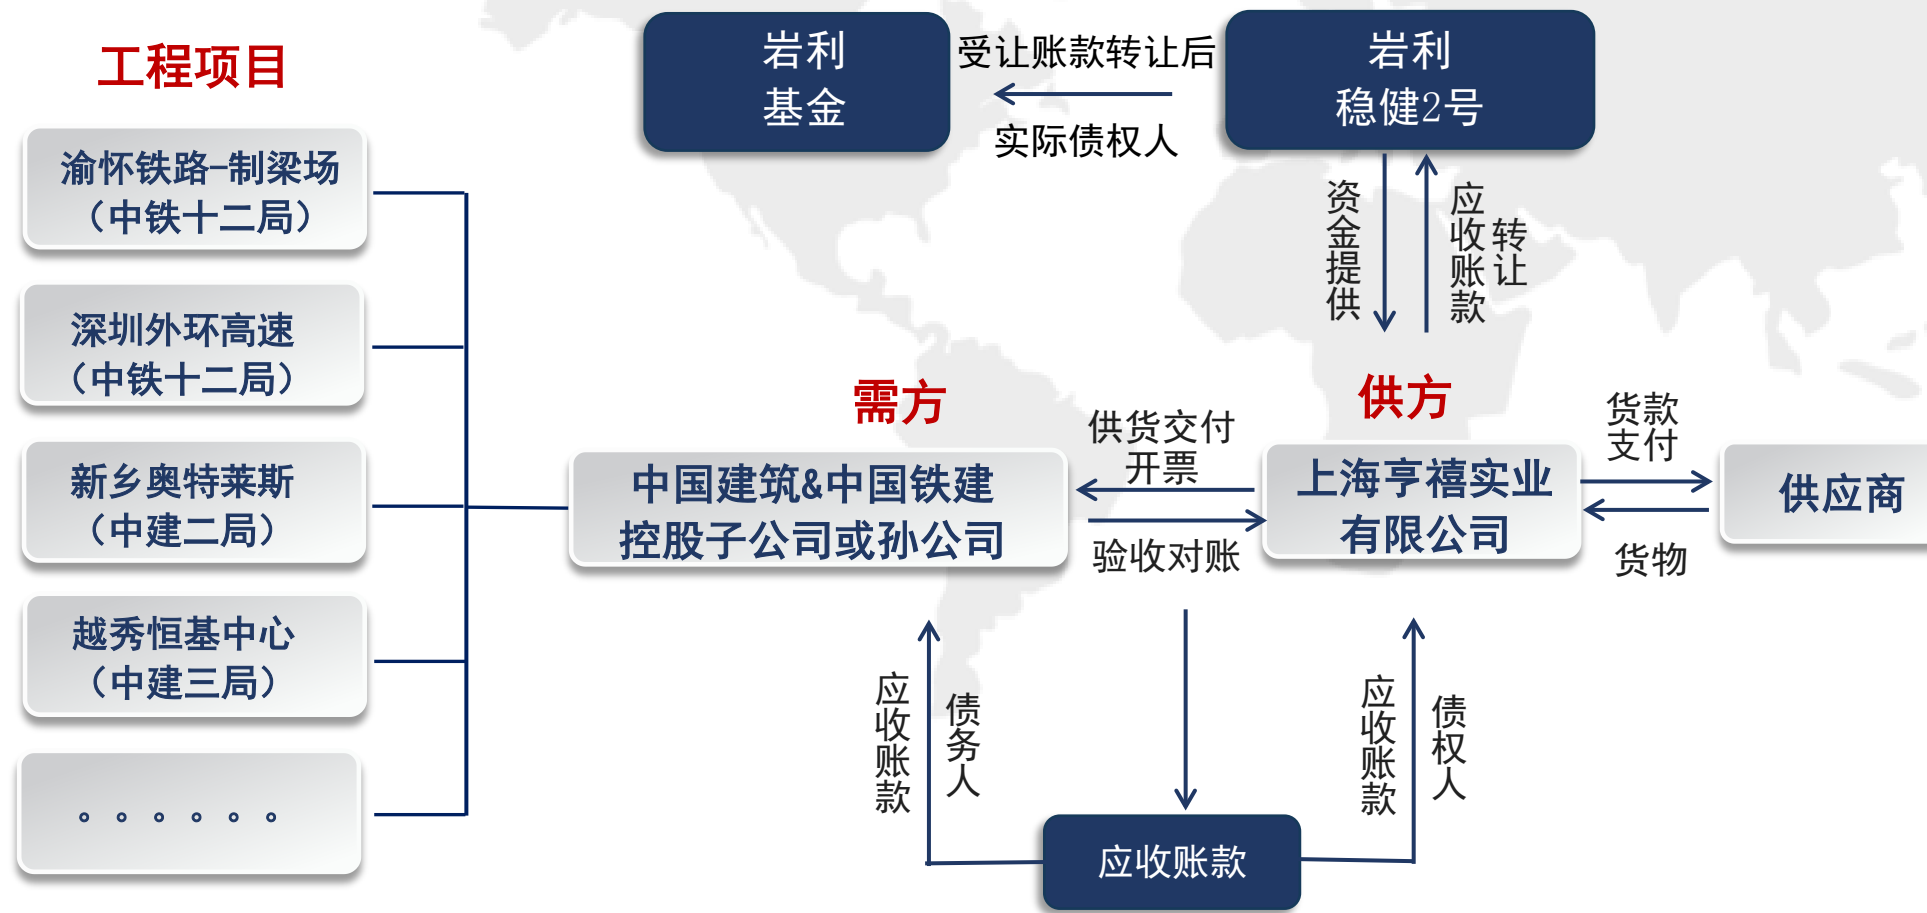 工程项目
渝怀铁路-制梁场
（中铁十二局）
深圳外环高速
（中铁十二局）
新乡奥特莱斯
（中建二局）
越秀恒基中心
（中建三局）
。。。。。。
岩利
基金
受让账款转让后
实际债权人
岩利
稳健2号
资金提供
应收账款
转让
需方
中国建筑&中国铁建
控股子公司或孙公司
供货交付
开票
验收对账
供方
上海亨禧实业
有限公司
货款
支付
货物
供应商
应收账款
债务人
应收账款
债权人
应收账款